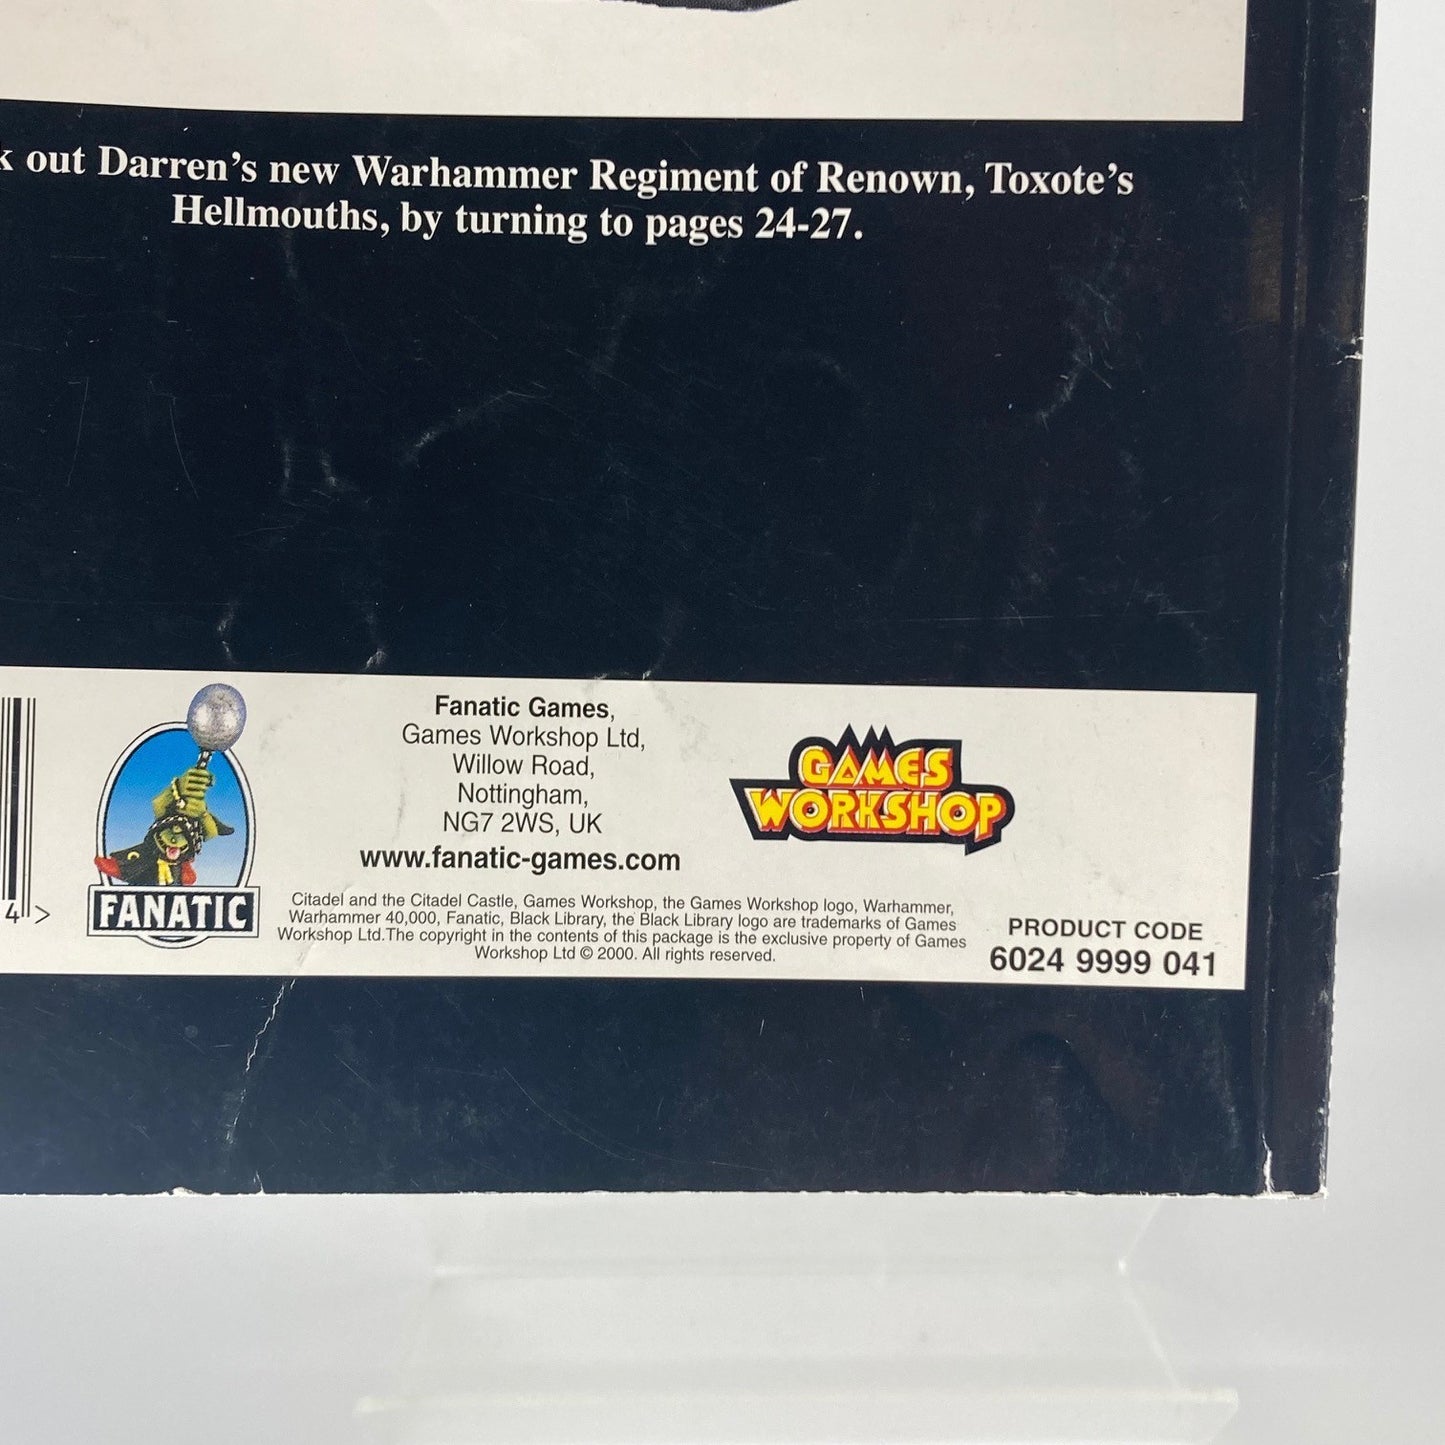 out Darren's new Warhammer Regiment of Renown, Toxote's
Hellmouths, by turning to pages 24-27.
4 >
FANATIC
Fanatic Games,
Games Workshop Ltd,
Willow Road,
Nottingham,
NG7 2WS, UK
www.fanatic-games.com
GAMES
WORKSHOP
Citadel and the Citadel Castle, Games Workshop, the Games Workshop logo, Warhammer,
Warhammer 40,000, Fanatic, Black Library, the Black Library logo are trademarks of Games
Workshop Ltd.The copyright in the contents of this package is the exclusive property of Games
Workshop Ltd © 2000. All rights reserved.
PRODUCT CODE
6024 9999 041